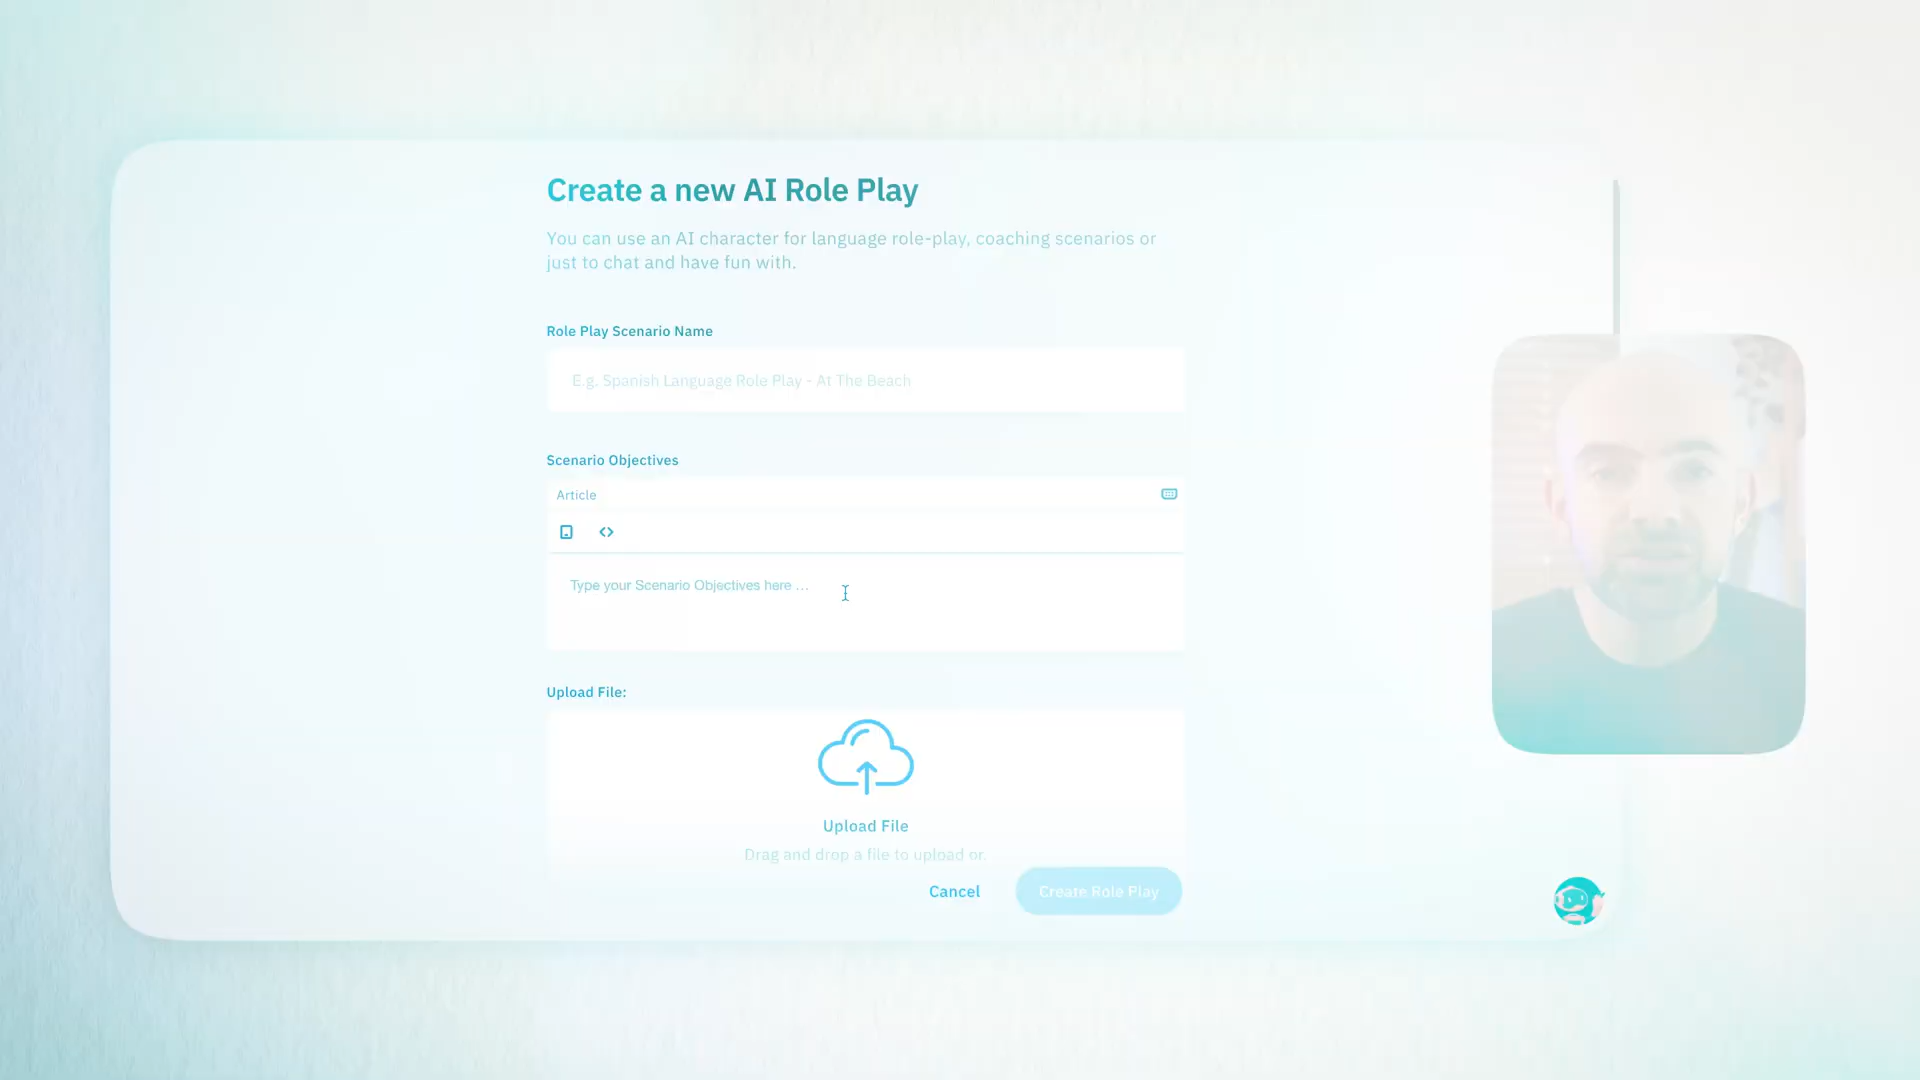 Create a new AI Role Play
You can use an AI character for language role-play, coaching scenarios or
just to chat and have fun with.
Role Play Scenario Name
E.g. Spanish Language Role Play - At The Beach
Scenario Objectives
Article
Type your Scenario Objectives here ...
Upload File:
Upload File
Drag and drop a file to upload or.
Cancel
Create Role Play